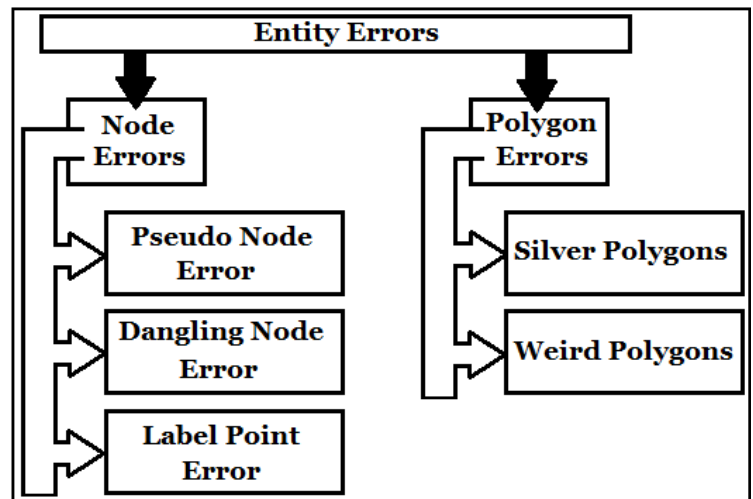 Entity Errors
Node
Errors
Pseudo Node
Error
Dangling Node
Error
Label Point
Error
Polygon
Errors
Silver Polygons
Weird Polygons